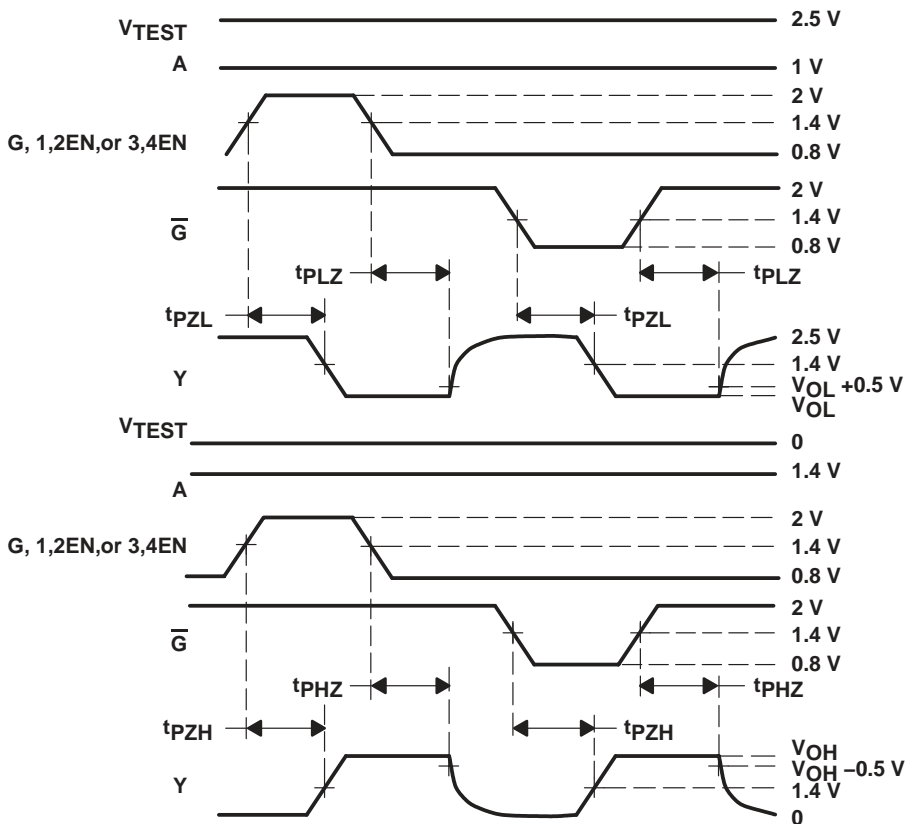 VTEST 2.5 V
A 1 V
2 V
G, 1,2EN,or 3,4EN 1.4 V
0.8 V
2 V
G 1.4 V
0.8 V
tPLZ tPLZ
tPZL tPZL
2.5 V
1.4 V
Y VOL +0.5 V
VOL
VTEST 0
A 1.4 V
2 V
G, 1,2EN,or 3,4EN 1.4 V
0.8 V
2 V
G 1.4 V
0.8 V
tPHZ tPHZ
tPZH tPZH
VOH
VOH –0.5 V
Y 1.4 V
0